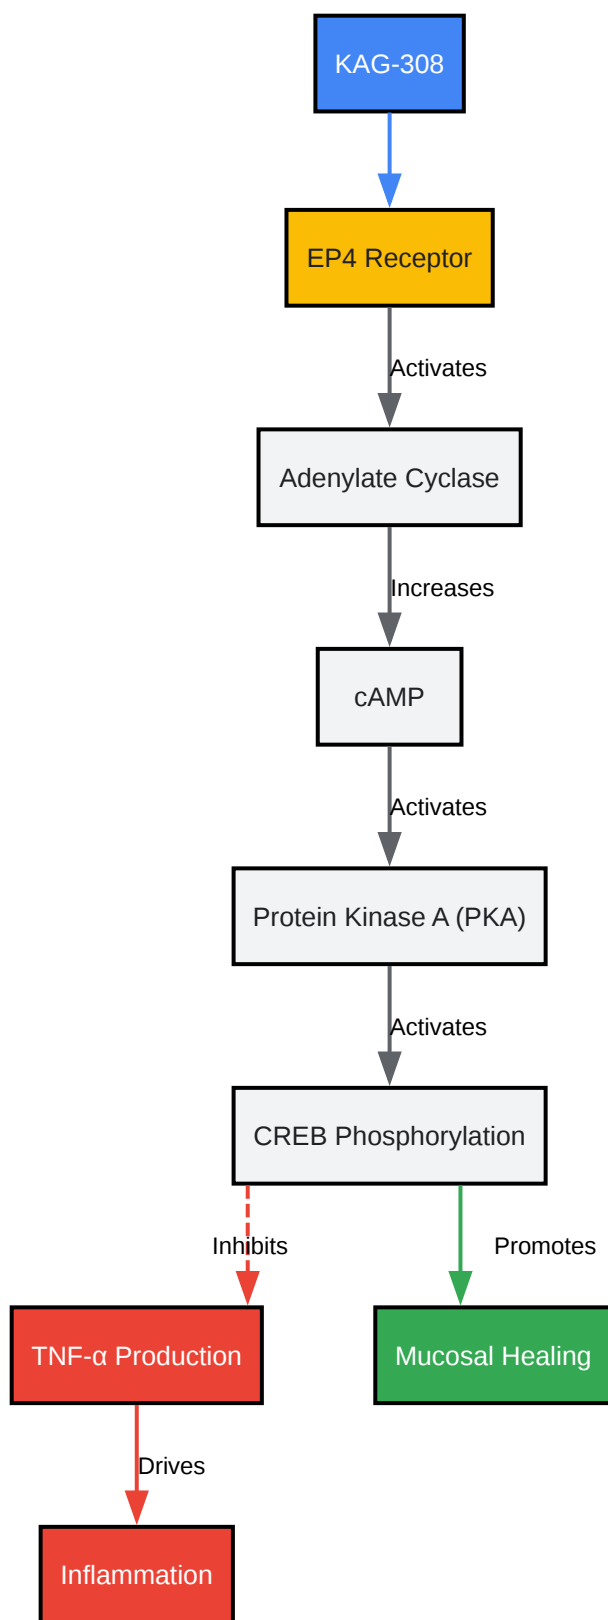 KAG-308
EP4 Receptor
Activates
Adenylate Cyclase
Increases
cAMP
Activates
Protein Kinase A (PKA)
Activates
CREB Phosphorylation
Inhibits
Promotes
TNF-α Production
Mucosal Healing
Drives
Inflammation